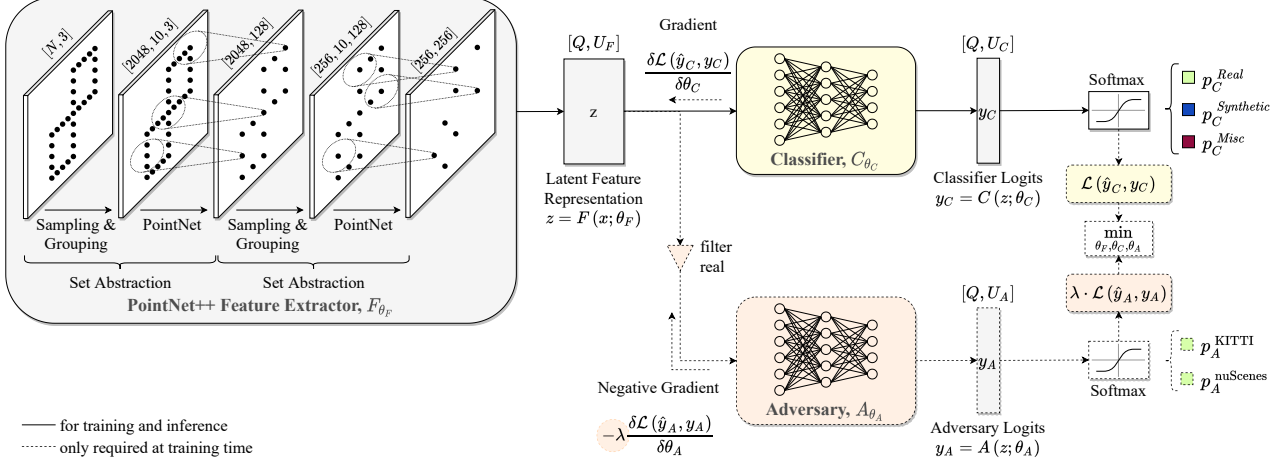 [N, 3]
[2048, 10, 3]
[2048, 128]
[256, 10, 128]
[256, 256]
Sampling &
Grouping
PointNet
Sampling &
Grouping
PointNet
Set Abstraction
Set Abstraction
PointNet++ Feature Extractor, F_{θ_F}
[Q, U_F]
z
Latent Feature
Representation
z = F (x; θ_F)
Gradient
δℒ (ŷ_C, y_C)
δθ_C
Classifier, C_{θ_C}
[Q, U_C]
y_C
Classifier Logits
y_C = C (z; θ_C)
Softmax
p_C^{Real}
p_C^{Synthetic}
p_C^{Misc}
ℒ (ŷ_C, y_C)
min
θ_F, θ_C, θ_A
λ · ℒ (ŷ_A, y_A)
filter
real
Negative Gradient
−λ δℒ (ŷ_A, y_A)
δθ_A
Adversary, A_{θ_A}
[Q, U_A]
y_A
Adversary Logits
y_A = A (z; θ_A)
Softmax
p_A^{KITTI}
p_A^{nuScenes}
for training and inference
only required at training time